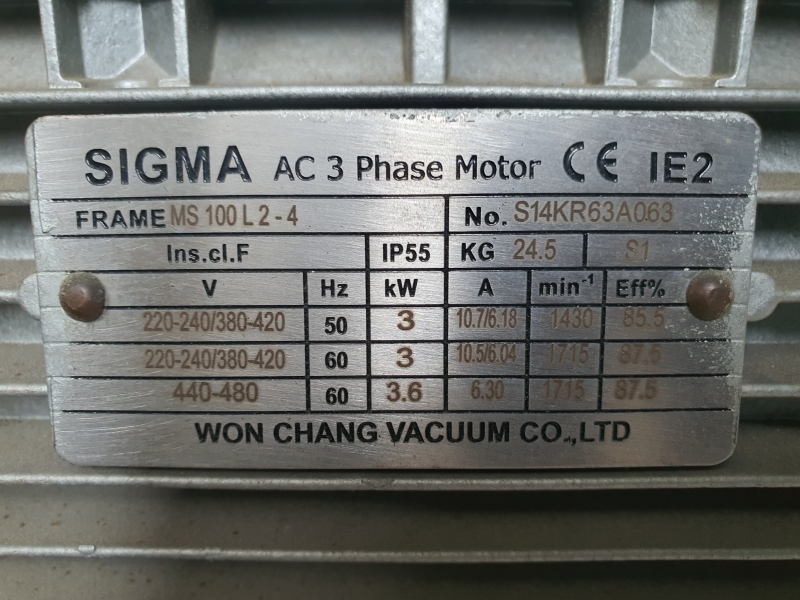 SIGMA AC 3 Phase Motor CE IE2
FRAME MS 100 L 2 - 4 No. S14KR63A063
Ins.cl.F IP55 KG 24.5 S1
V Hz kW A min-1 Eff%
220-240/380-420 50 3 10.7/6.18 1430 85.5
220-240/380-420 60 3 10.5/6.04 1715 87.5
440-480 60 3.6 6.30 1715 87.5
WON CHANG VACUUM CO.,LTD